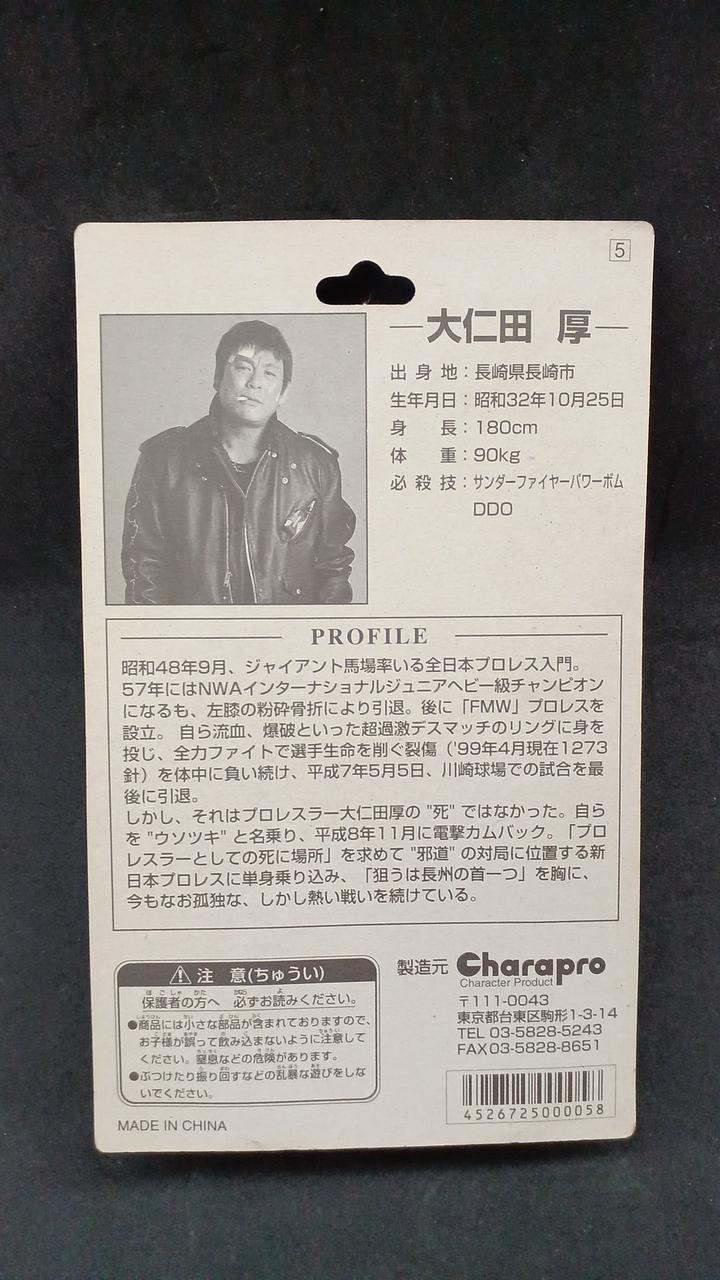 5
大仁田 厚
出身地：長崎県長崎市
生年月日：昭和32年10月25日
身長：180cm
体重：90kg
必殺技：サンダーファイヤーパワーボム
DDO
PROFILE
昭和48年9月、ジャイアント馬場率いる全日本プロレス入門。
57年にはNWAインターナショナルジュニアヘビー級チャンピオン
になるも、左膝の粉砕骨折により引退。後に「FMW」プロレスを
設立。 自ら流血、爆破といった超過激デスマッチのリングに身を
投じ、全力ファイトで選手生命を削ぐ裂傷（'99年4月現在1273
針）を体中に負い続け、平成7年5月5日、川崎球場での試合を最
後に引退。
しかし、それはプロレスラー大仁田厚の "死" ではなかった。自ら
を "ウソツキ" と名乗り、平成8年11月に電撃カムバック。「プロ
レスラーとしての死に場所」を求めて "邪道" の対局に位置する新
日本プロレスに単身乗り込み、「狙うは長州の首一つ」を胸に、
今もなお孤独な、しかし熱い戦いを続けている。
注 意(ちゅうい)
保護者の方へ 必ずお読みください。
●商品には小さな部品が含まれておりますので、
お子様が誤って飲み込まないように注意して
ください。窒息などの危険があります。
●ぶつけたり振り回すなどの乱暴な遊びをしな
いでください。
MADE IN CHINA
製造元 Charapro
Character Product
〒111-0043
東京都台東区駒形1-3-14
TEL 03-5828-5243
FAX03-5828-8651
4526725000058